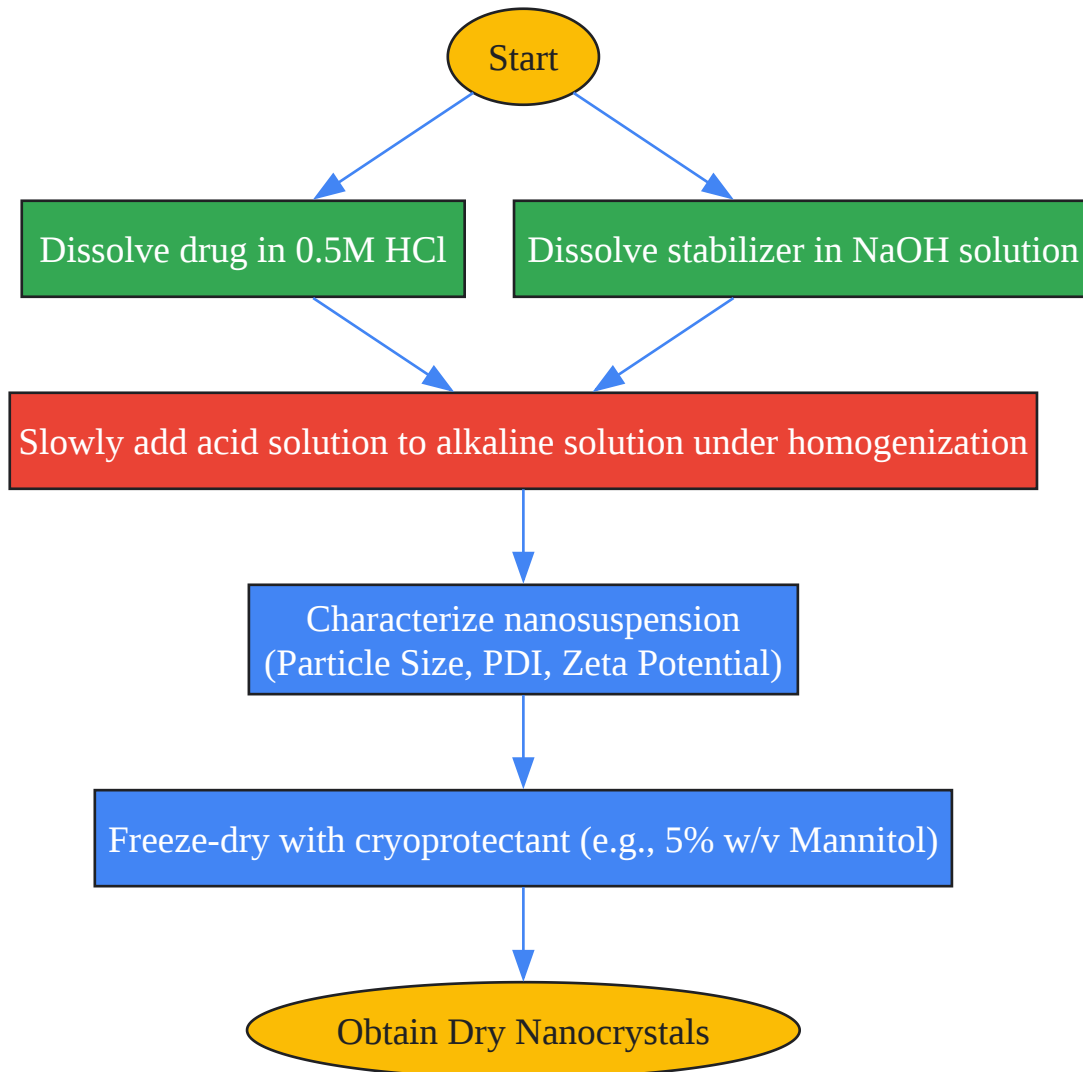 Start
Dissolve drug in 0.5M HCl
Dissolve stabilizer in NaOH solution
Slowly add acid solution to alkaline solution under homogenization
Characterize nanosuspension
(Particle Size, PDI, Zeta Potential)
Freeze-dry with cryoprotectant (e.g., 5% w/v Mannitol)
Obtain Dry Nanocrystals